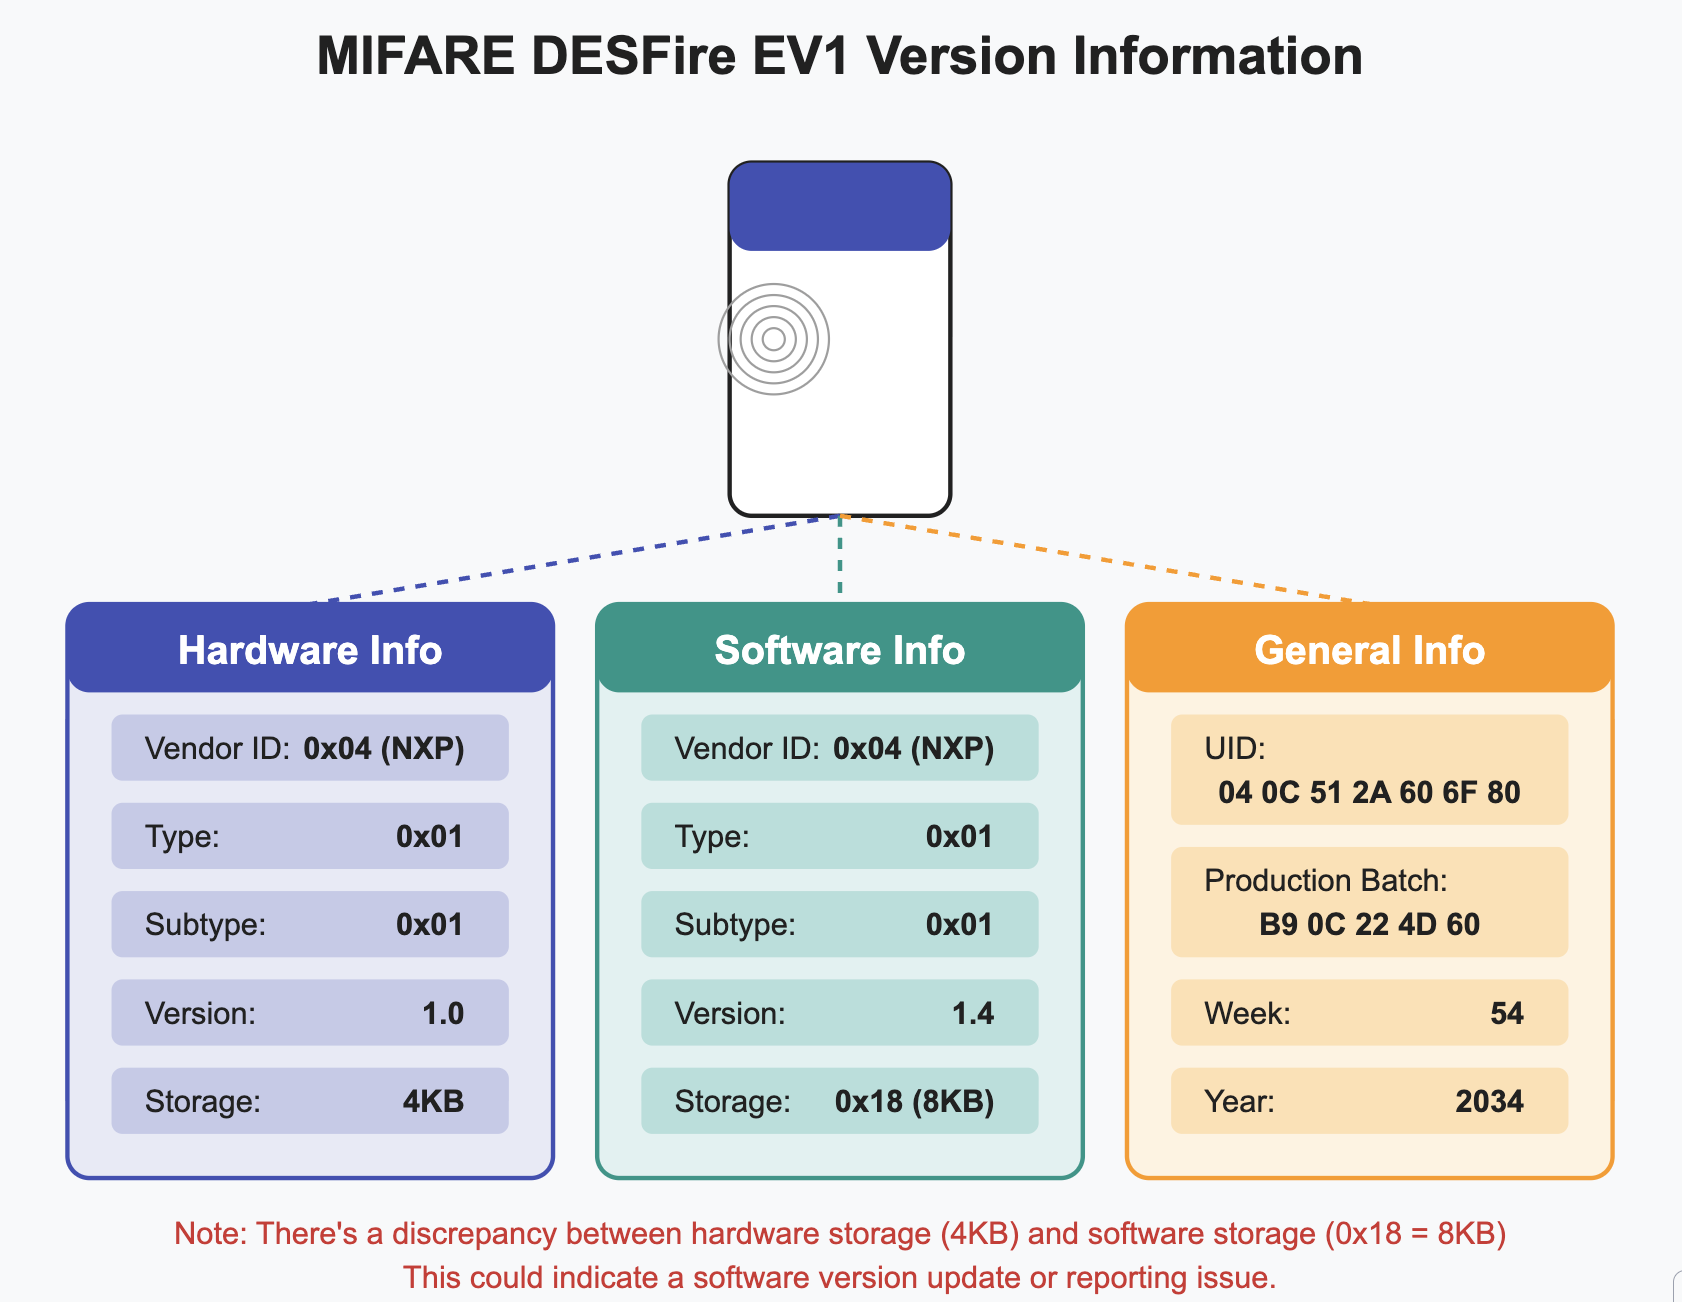 MIFARE DESFire EV1 Version Information
Hardware Info
Vendor ID: 0x04 (NXP)
Type: 0x01
Subtype: 0x01
Version: 1.0
Storage: 4KB
Software Info
Vendor ID: 0x04 (NXP)
Type: 0x01
Subtype: 0x01
Version: 1.4
Storage: 0x18 (8KB)
General Info
UID:
04 0C 51 2A 60 6F 80
Production Batch:
B9 0C 22 4D 60
Week: 54
Year: 2034
Note: There's a discrepancy between hardware storage (4KB) and software storage (0x18 = 8KB)
This could indicate a software version update or reporting issue.